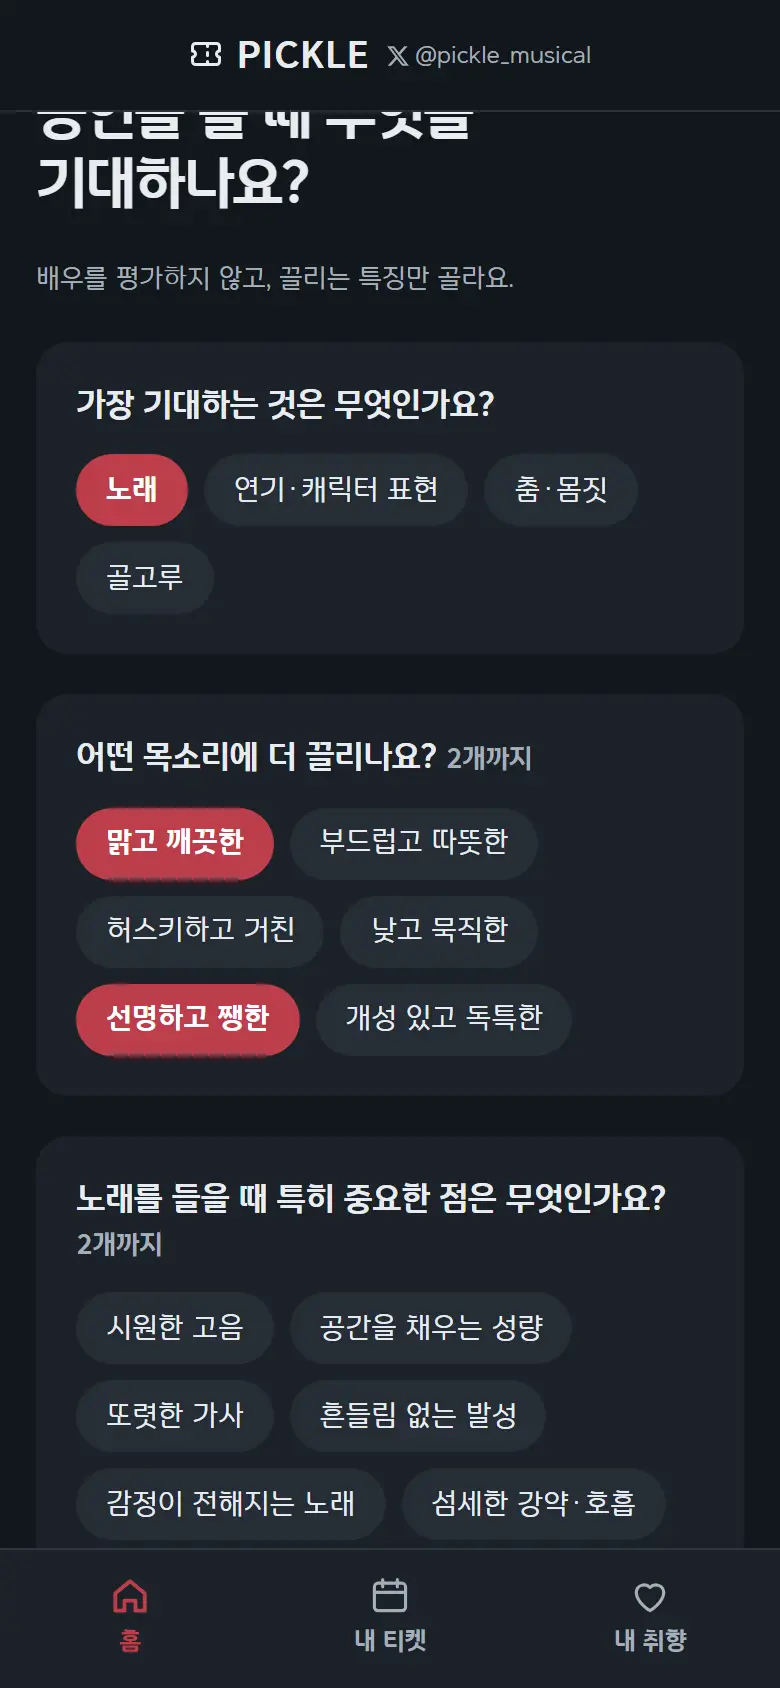 PICKLE @pickle_musical
기대하나요?
배우를 평가하지 않고, 끌리는 특징만 골라요.
가장 기대하는 것은 무엇인가요?
노래
연기·캐릭터 표현
춤·몸짓
골고루
어떤 목소리에 더 끌리나요? 2개까지
맑고 깨끗한
부드럽고 따뜻한
허스키하고 거친
낮고 묵직한
선명하고 쨍한
개성 있고 독특한
노래를 들을 때 특히 중요한 점은 무엇인가요?
2개까지
시원한 고음
공간을 채우는 성량
또렷한 가사
흔들림 없는 발성
감정이 전해지는 노래
섬세한 강약·호흡
홈
내 티켓
내 취향